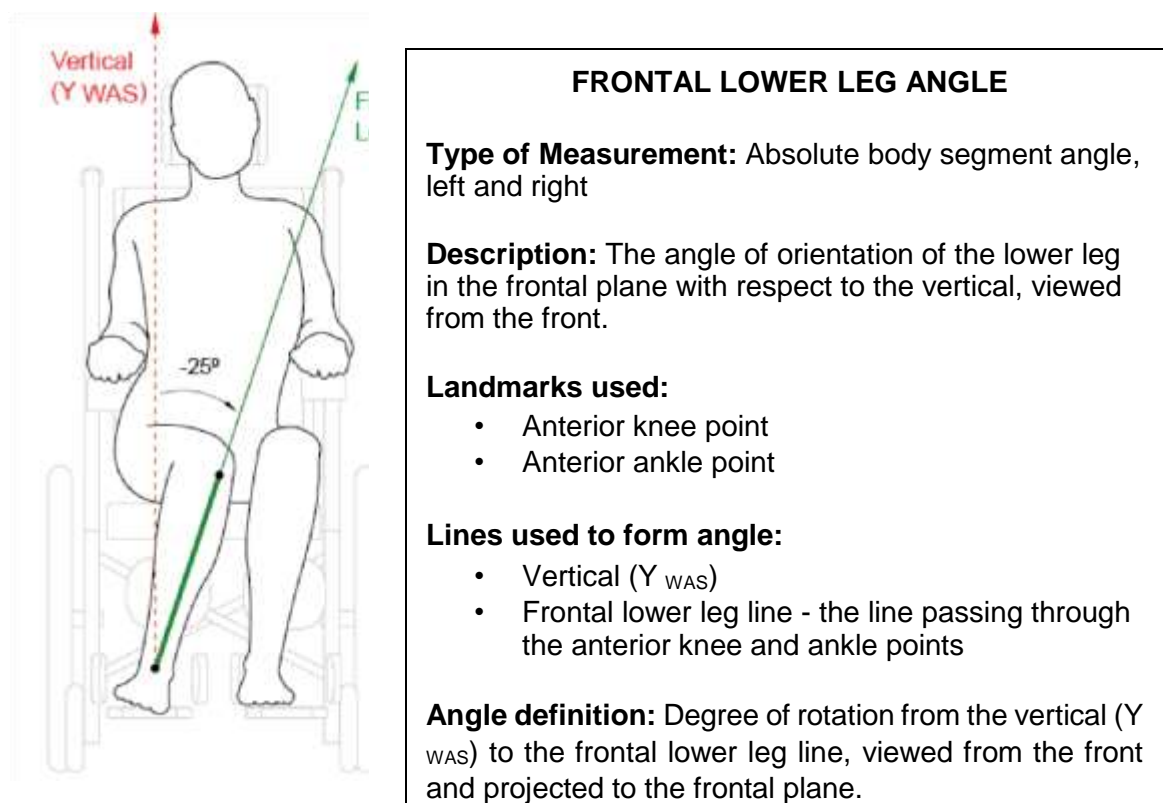 Vertical
(Y WAS)
F
L
-25º
FRONTAL LOWER LEG ANGLE
Type of Measurement: Absolute body segment angle,
left and right
Description: The angle of orientation of the lower leg
in the frontal plane with respect to the vertical, viewed
from the front.
Landmarks used:
• Anterior knee point
• Anterior ankle point
Lines used to form angle:
• Vertical (Y WAS)
• Frontal lower leg line - the line passing through
the anterior knee and ankle points
Angle definition: Degree of rotation from the vertical (Y
WAS) to the frontal lower leg line, viewed from the front
and projected to the frontal plane.